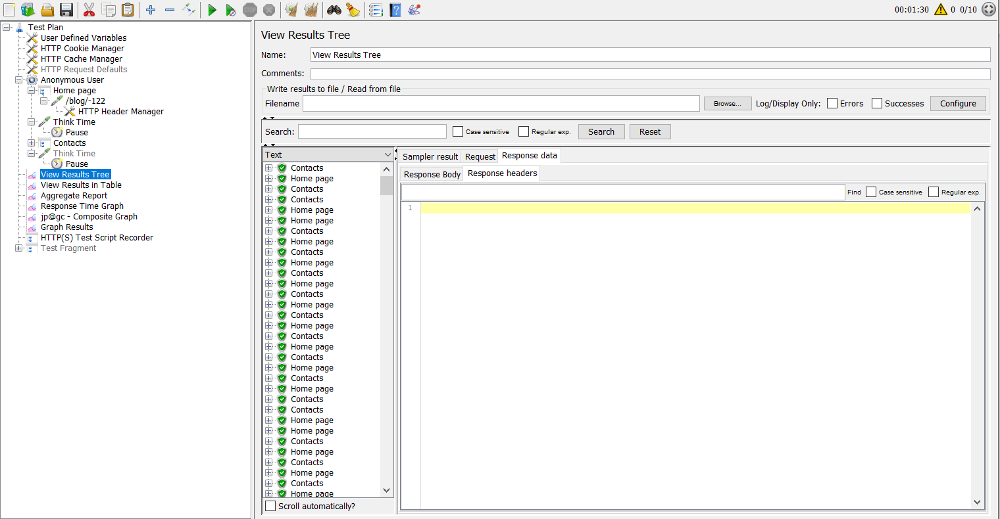 00:01:30 0 0/10
Test Plan
User Defined Variables
HTTP Cookie Manager
HTTP Cache Manager
HTTP Request Defaults
Anonymous User
Home page
/blog/-122
HTTP Header Manager
Think Time
Pause
Contacts
Think Time
Pause
View Results Tree
View Results in Table
Aggregate Report
Response Time Graph
jp@gc - Composite Graph
Graph Results
HTTP(S) Test Script Recorder
Test Fragment
View Results Tree
Name: View Results Tree
Comments:
Write results to file / Read from file
Filename Browse... Log/Display Only: Errors Successes Configure
Search: Case sensitive Regular exp. Search Reset
Text
Contacts
Home page
Contacts
Contacts
Home page
Home page
Contacts
Home page
Contacts
Home page
Contacts
Home page
Contacts
Home page
Contacts
Home page
Contacts
Home page
Contacts
Home page
Contacts
Home page
Contacts
Contacts
Home page
Home page
Contacts
Home page
Contacts
Home page
Contacts
Home page
Scroll automatically?
Sampler result Request Response data
Response Body Response headers
Find Case sensitive Regular exp.
1